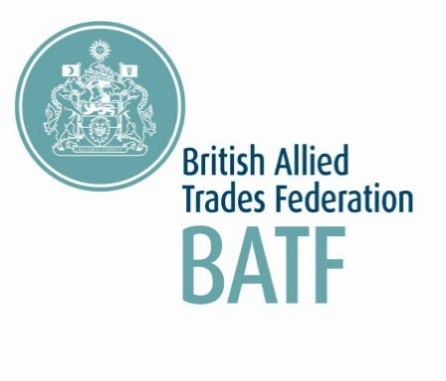 British Allied
Trades Federation
BATF